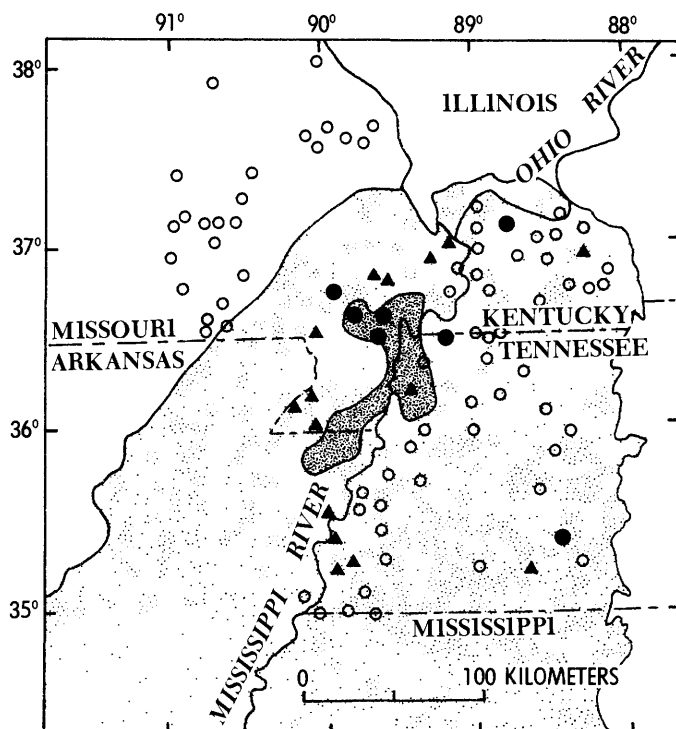 91° 90° 89° 88°
38°
ILLINOIS
OHIO RIVER
37°
MISSOURI
ARKANSAS
KENTUCKY
TENNESSEE
36°
MISSISSIPPI RIVER
35°
MISSISSIPPI
0 100 KILOMETERS